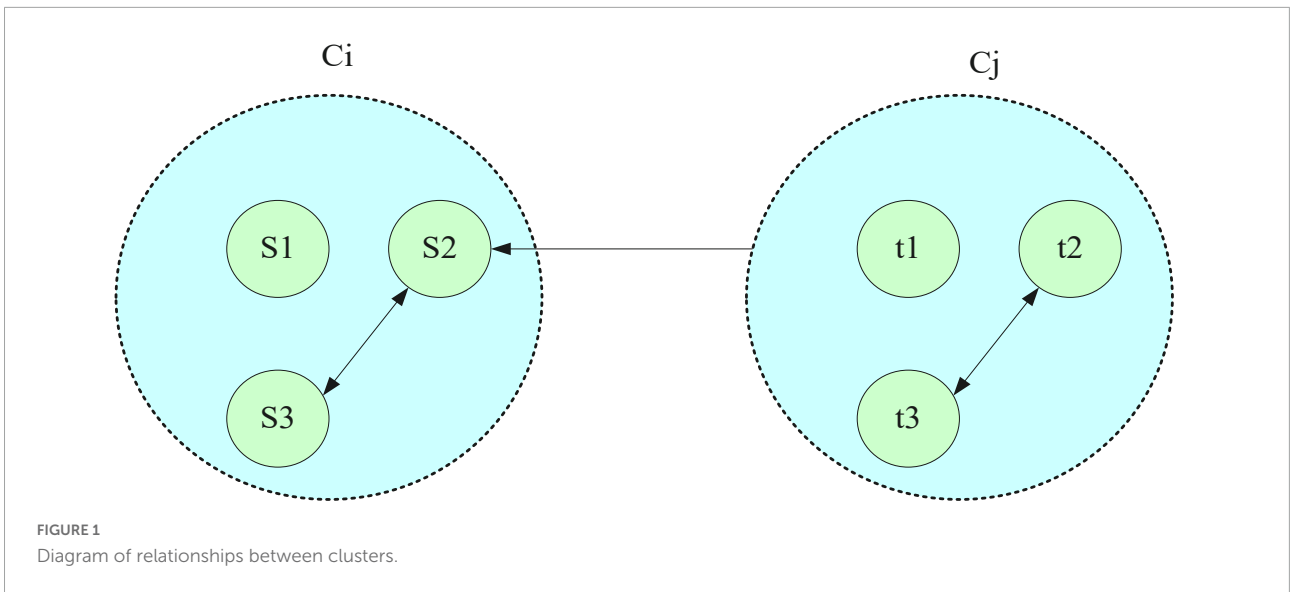 Ci
Cj
S1
S2
t1
t2
S3
t3
FIGURE 1
Diagram of relationships between clusters.